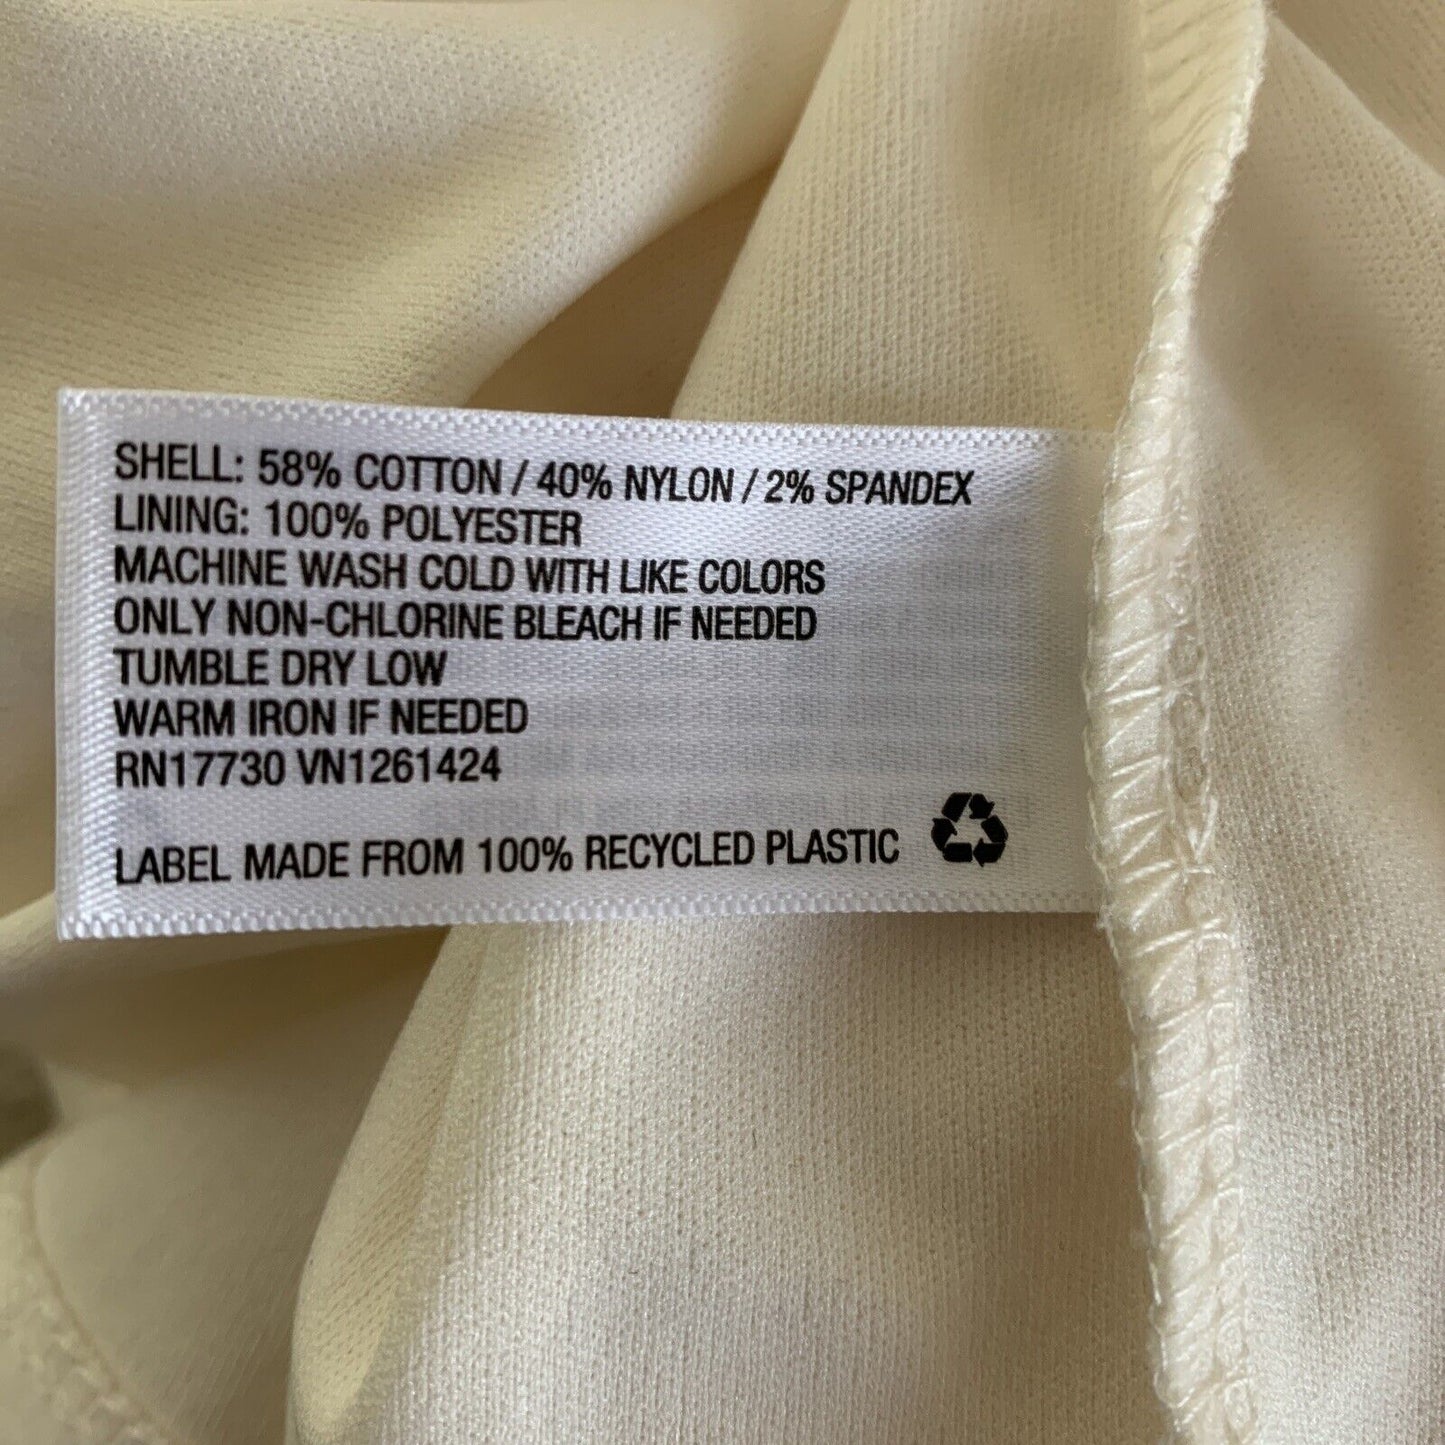 SHELL: 58% COTTON / 40% NYLON / 2% SPANDEX
LINING: 100% POLYESTER
MACHINE WASH COLD WITH LIKE COLORS
ONLY NON-CHLORINE BLEACH IF NEEDED
TUMBLE DRY LOW
WARM IRON IF NEEDED
RN17730 VN1261424
LABEL MADE FROM 100% RECYCLED PLASTIC